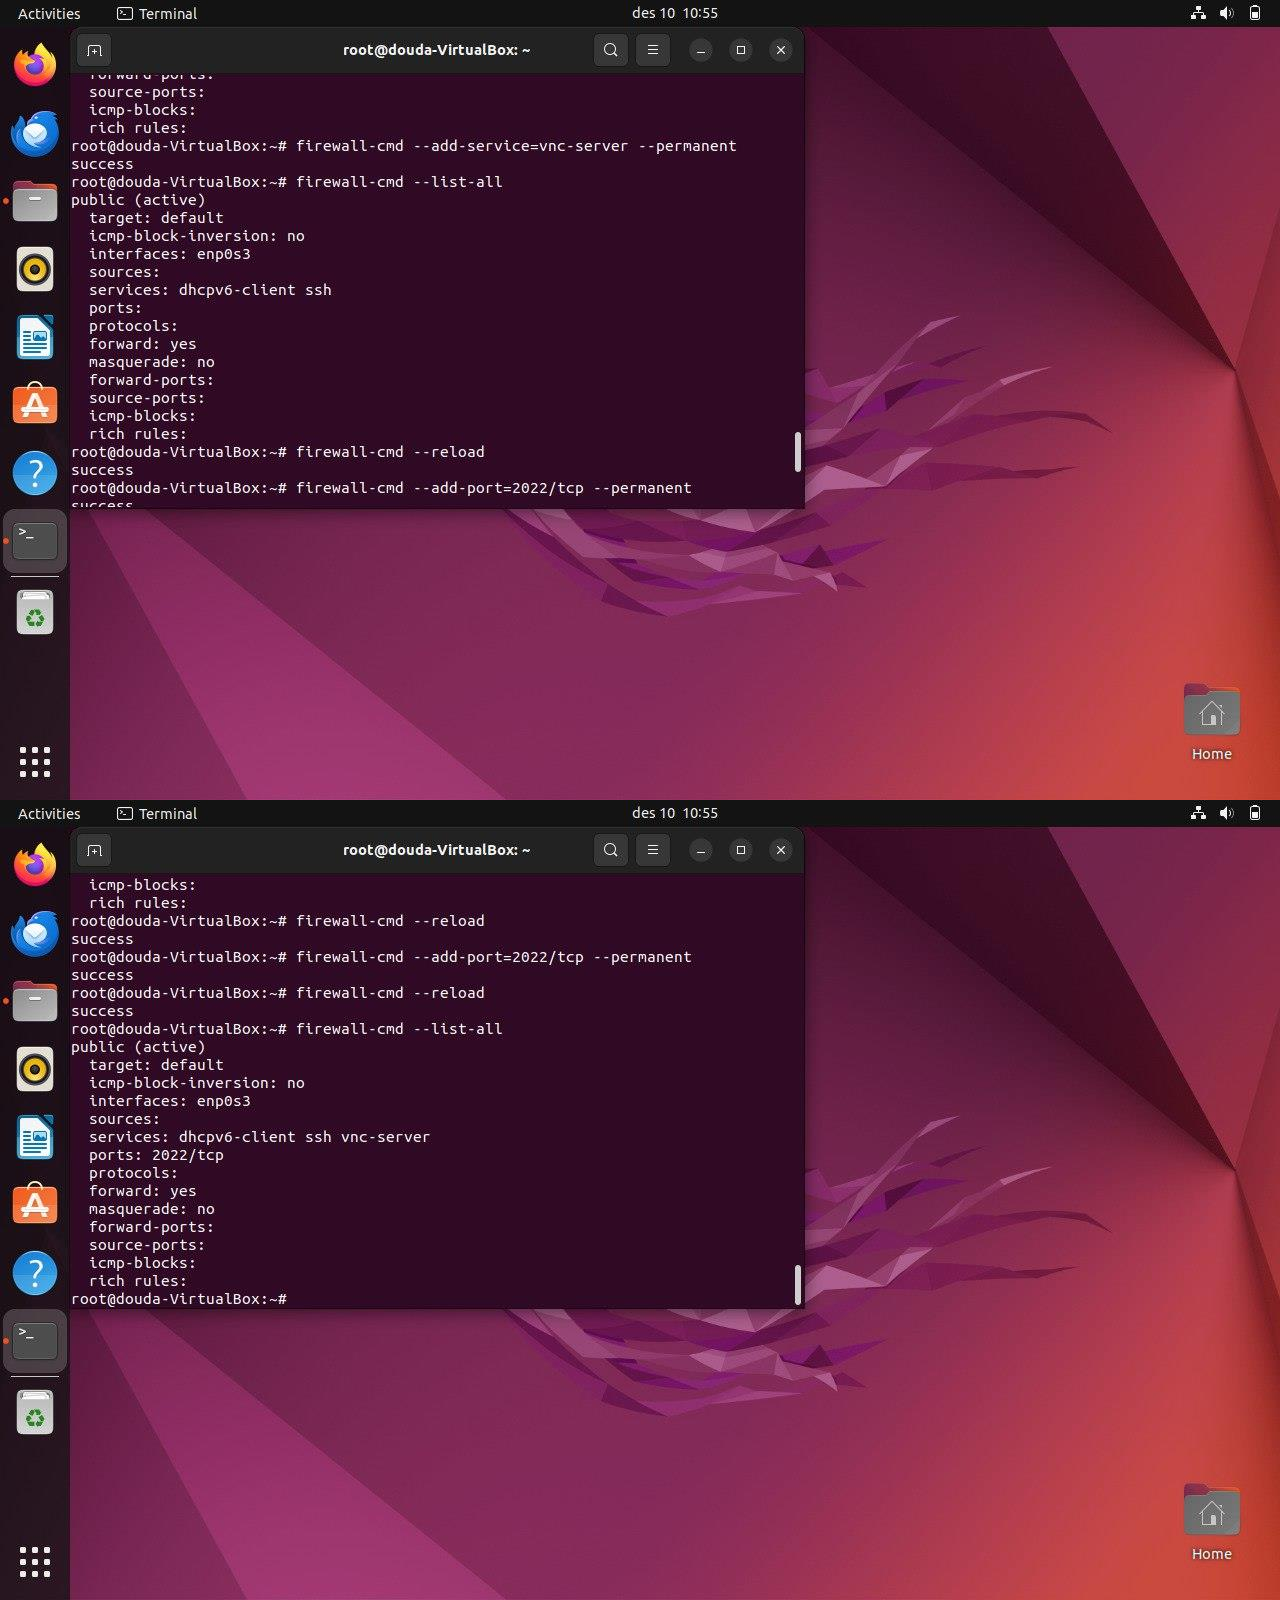 Activities Terminal des 10 10:55
root@douda-VirtualBox: ~
forward-ports:
source-ports:
icmp-blocks:
rich rules:
root@douda-VirtualBox:~# firewall-cmd --add-service=vnc-server --permanent
success
root@douda-VirtualBox:~# firewall-cmd --list-all
public (active)
target: default
icmp-block-inversion: no
interfaces: enp0s3
sources:
services: dhcpv6-client ssh
ports:
protocols:
forward: yes
masquerade: no
forward-ports:
source-ports:
icmp-blocks:
rich rules:
root@douda-VirtualBox:~# firewall-cmd --reload
success
root@douda-VirtualBox:~# firewall-cmd --add-port=2022/tcp --permanent
success
Home
Activities Terminal des 10 10:55
root@douda-VirtualBox: ~
icmp-blocks:
rich rules:
root@douda-VirtualBox:~# firewall-cmd --reload
success
root@douda-VirtualBox:~# firewall-cmd --add-port=2022/tcp --permanent
success
root@douda-VirtualBox:~# firewall-cmd --reload
success
root@douda-VirtualBox:~# firewall-cmd --list-all
public (active)
target: default
icmp-block-inversion: no
interfaces: enp0s3
sources:
services: dhcpv6-client ssh vnc-server
ports: 2022/tcp
protocols:
forward: yes
masquerade: no
forward-ports:
source-ports:
icmp-blocks:
rich rules:
root@douda-VirtualBox:~#
Home